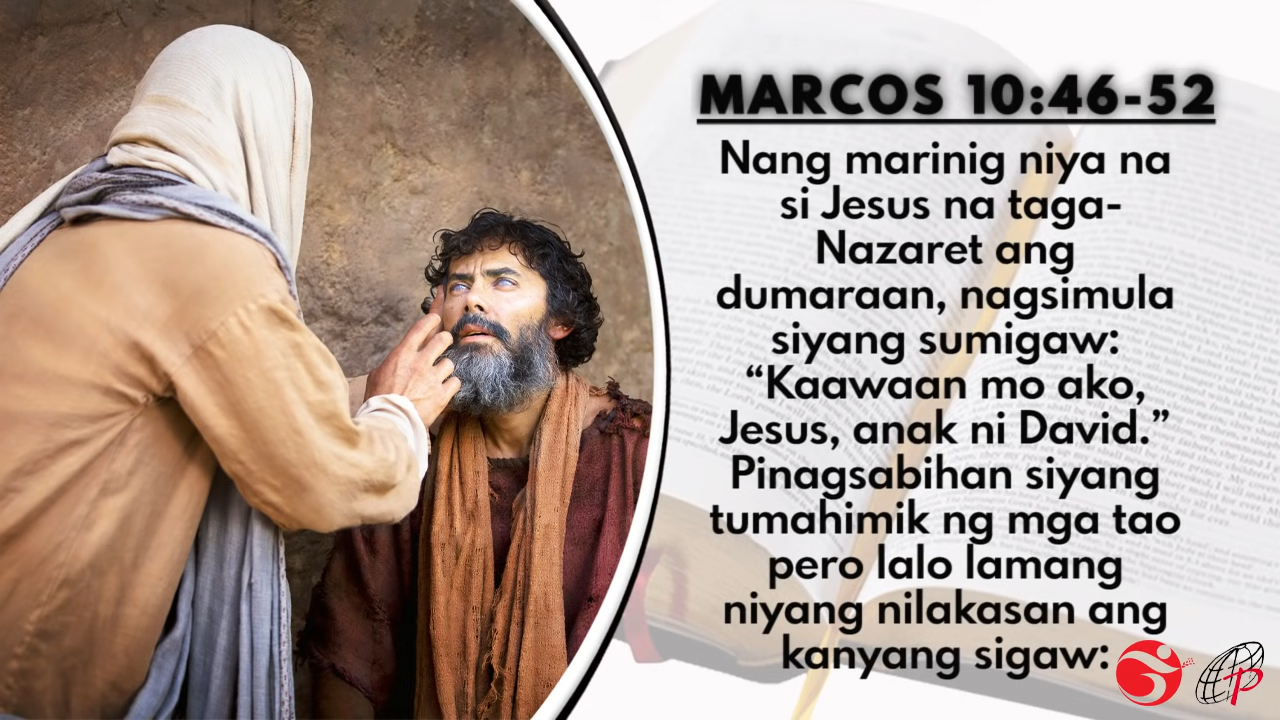 MARCOS 10:46-52
Nang marinig niya na
si Jesus na taga-
Nazaret ang
dumaraan, nagsimula
siyang sumigaw:
“Kaawaan mo ako,
Jesus, anak ni David.”
Pinagsabihan siyang
tumahimik ng mga tao
pero lalo lamang
niyang nilakasan ang
kanyang sigaw: